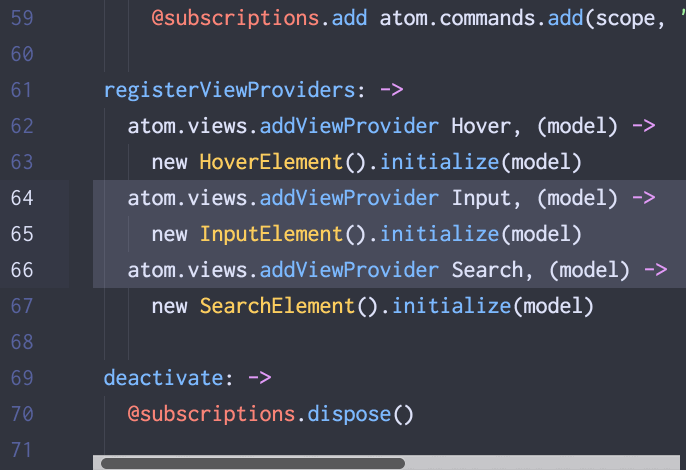 59 @subscriptions.add atom.commands.add(scope, '
60
61 registerViewProviders: ->
62 atom.views.addViewProvider Hover, (model) ->
63 new HoverElement().initialize(model)
64 atom.views.addViewProvider Input, (model) ->
65 new InputElement().initialize(model)
66 atom.views.addViewProvider Search, (model) ->
67 new SearchElement().initialize(model)
68
69 deactivate: ->
70 @subscriptions.dispose()
71